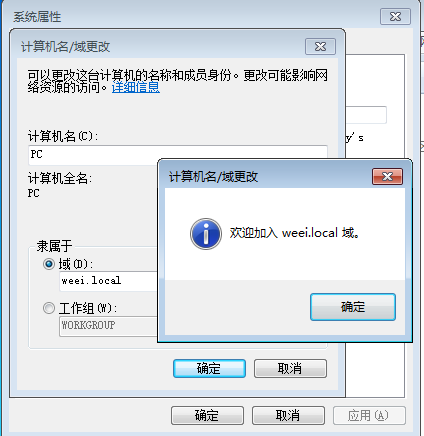 系统属性
计算机名/域更改
可以更改这台计算机的名称和成员身份。更改可能影响网
络资源的访问。详细信息
计算机名(C):
y's
PC
计算机全名:
PC
计算机名/域更改
欢迎加入 weei.local 域。
确定
隶属于
域(D):
weei.local
工作组(W):
WORKGROUP
确定 取消
确定 取消 应用(A)